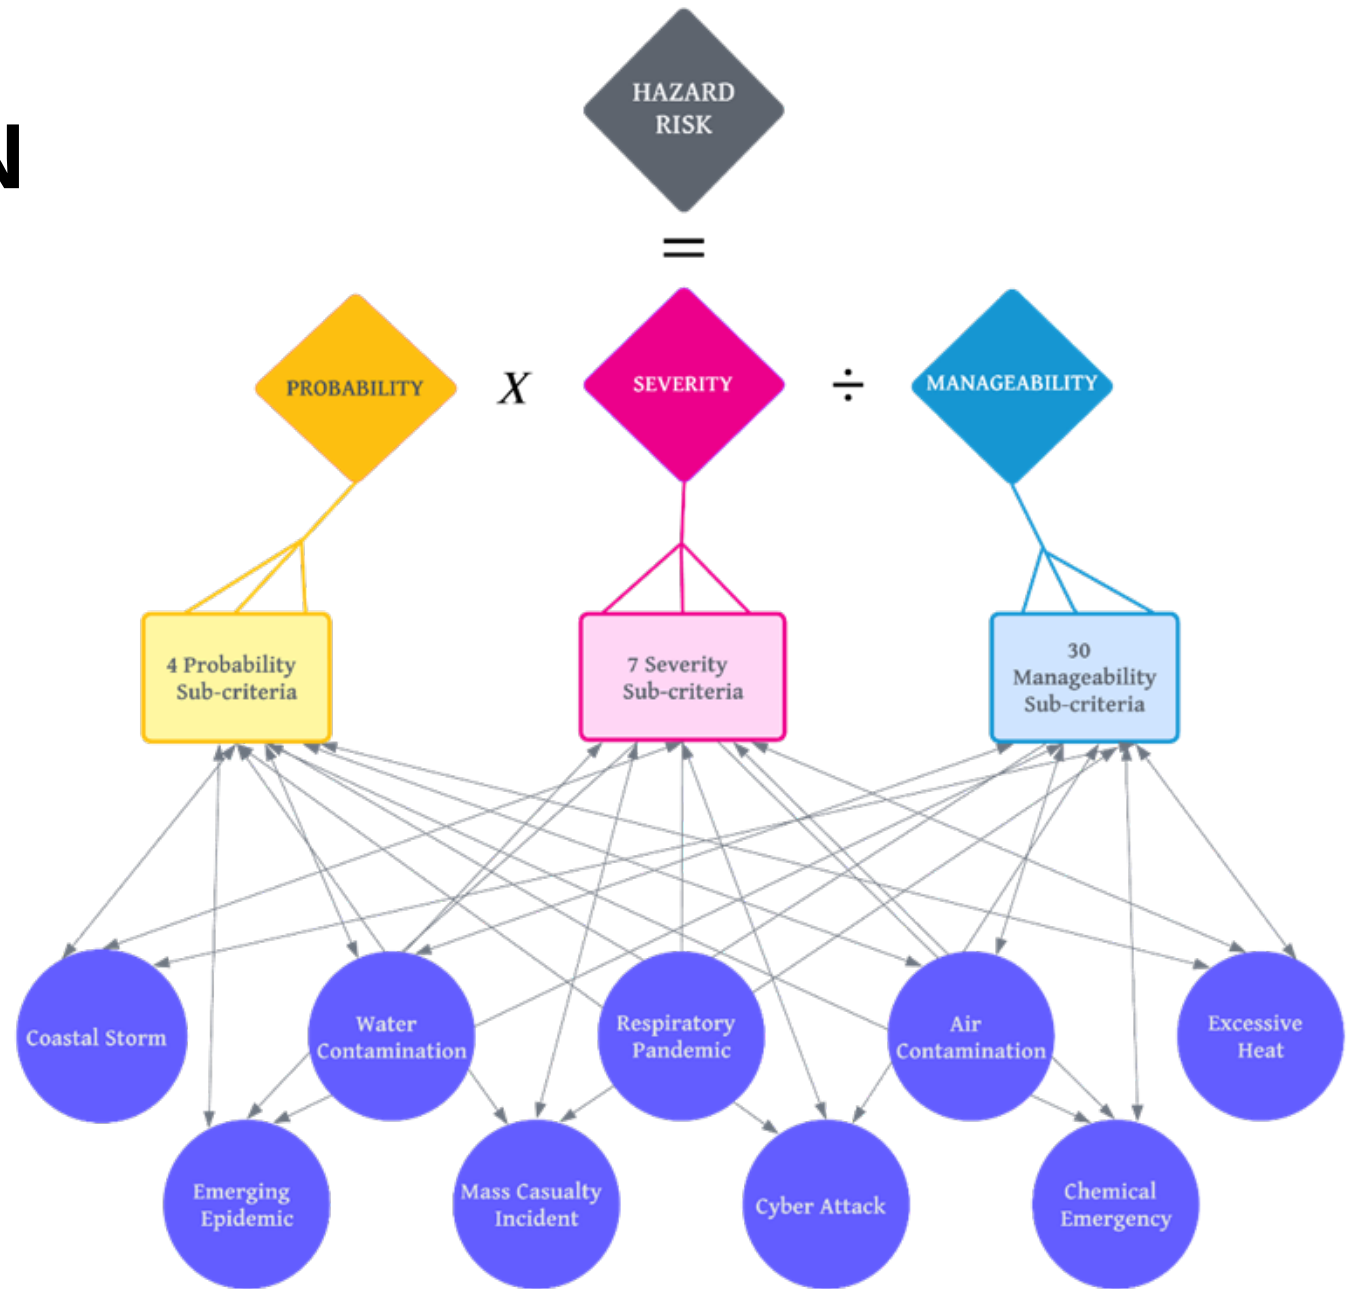 N
HAZARD
RISK
=
PROBABILITY X SEVERITY ÷ MANAGEABILITY
4 Probability
Sub-criteria
7 Severity
Sub-criteria
30
Manageability
Sub-criteria
Coastal Storm
Water
Contamination
Respiratory
Pandemic
Air
Contamination
Excessive
Heat
Emerging
Epidemic
Mass Casualty
Incident
Cyber Attack
Chemical
Emergency